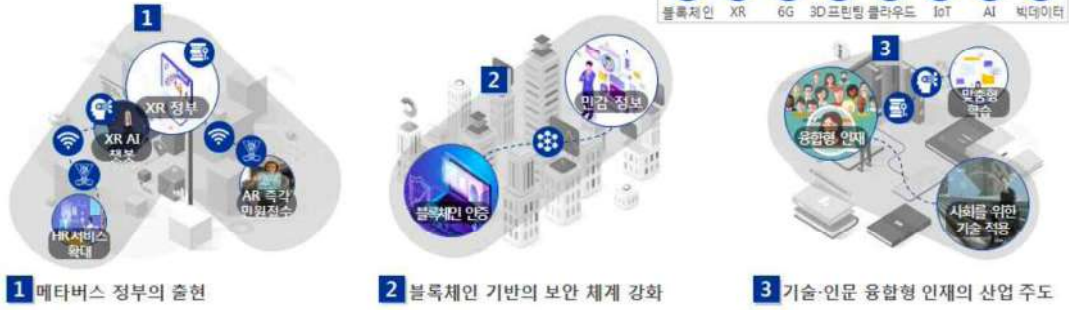 블록체인 XR 6G 3D프린팅 클라우드 IoT AI 빅데이터
1
XR 정부
XR AI
챗봇
AR 즉각
민원접수
HR서비스
확대
2
민감 정보
블록체인 인증
3
융합형 인재
맞춤형
학습
사회를 위한
기술 적용
1 메타버스 정부의 출현
2 블록체인 기반의 보안 체계 강화
3 기술·인문 융합형 인재의 산업 주도